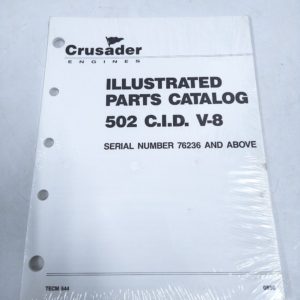 Crusader
ENGINES
ILLUSTRATED
PARTS CATALOG
502 C.I.D. V-8
SERIAL NUMBER 76236 AND ABOVE
TECM 544